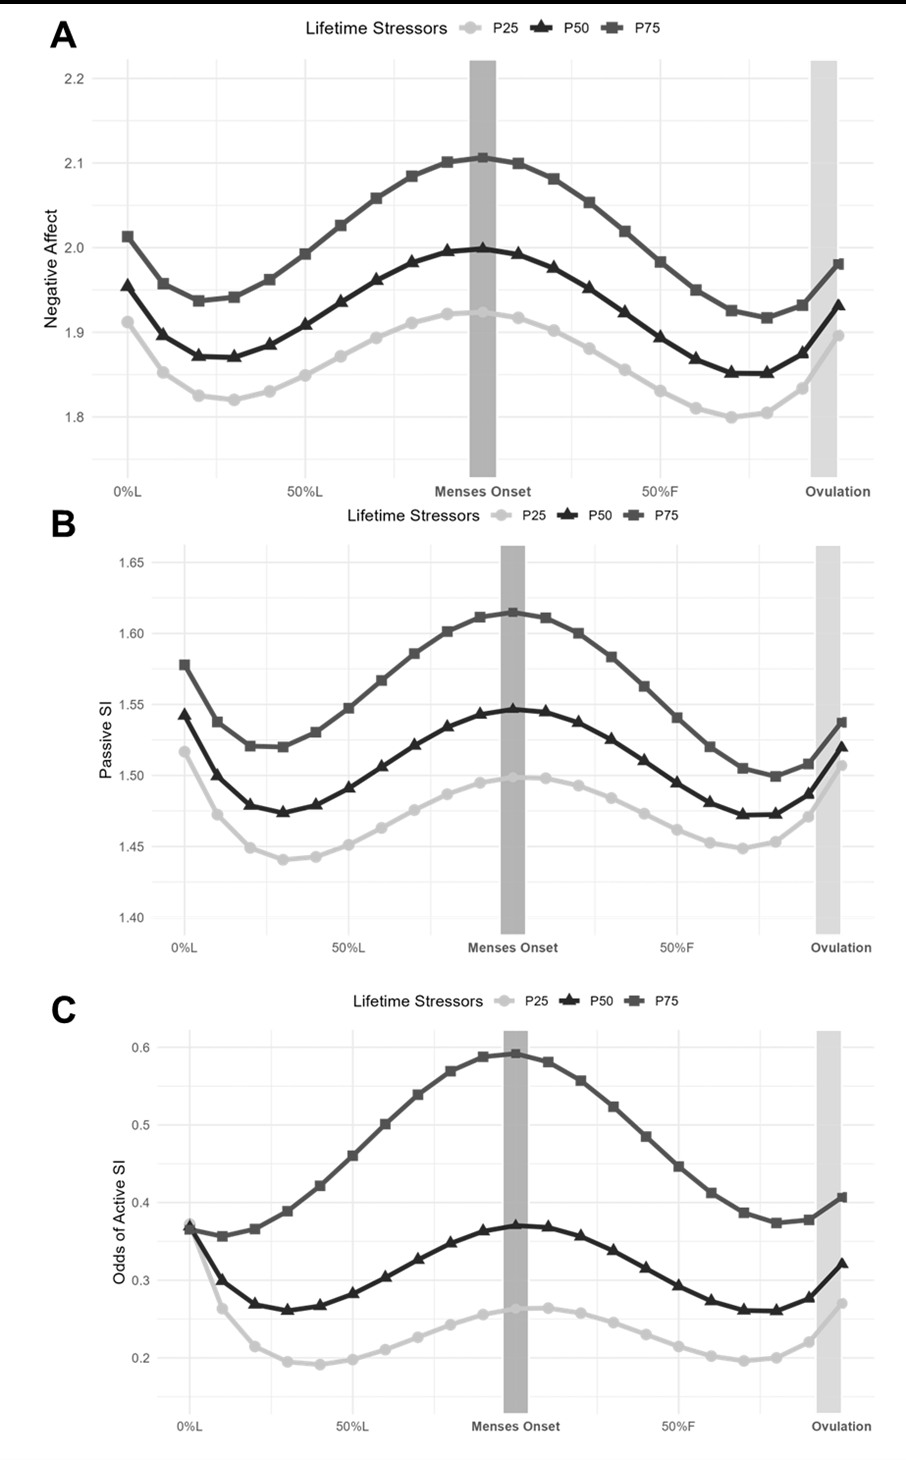 A
Lifetime Stressors P25 P50 P75
2.2
2.1
2.0
1.9
1.8
Negative Affect
0%L 50%L Menses Onset 50%F Ovulation
B
Lifetime Stressors P25 P50 P75
1.65
1.60
1.55
1.50
1.45
1.40
Passive SI
0%L 50%L Menses Onset 50%F Ovulation
C
Lifetime Stressors P25 P50 P75
0.6
0.5
0.4
0.3
0.2
Odds of Active SI
0%L 50%L Menses Onset 50%F Ovulation